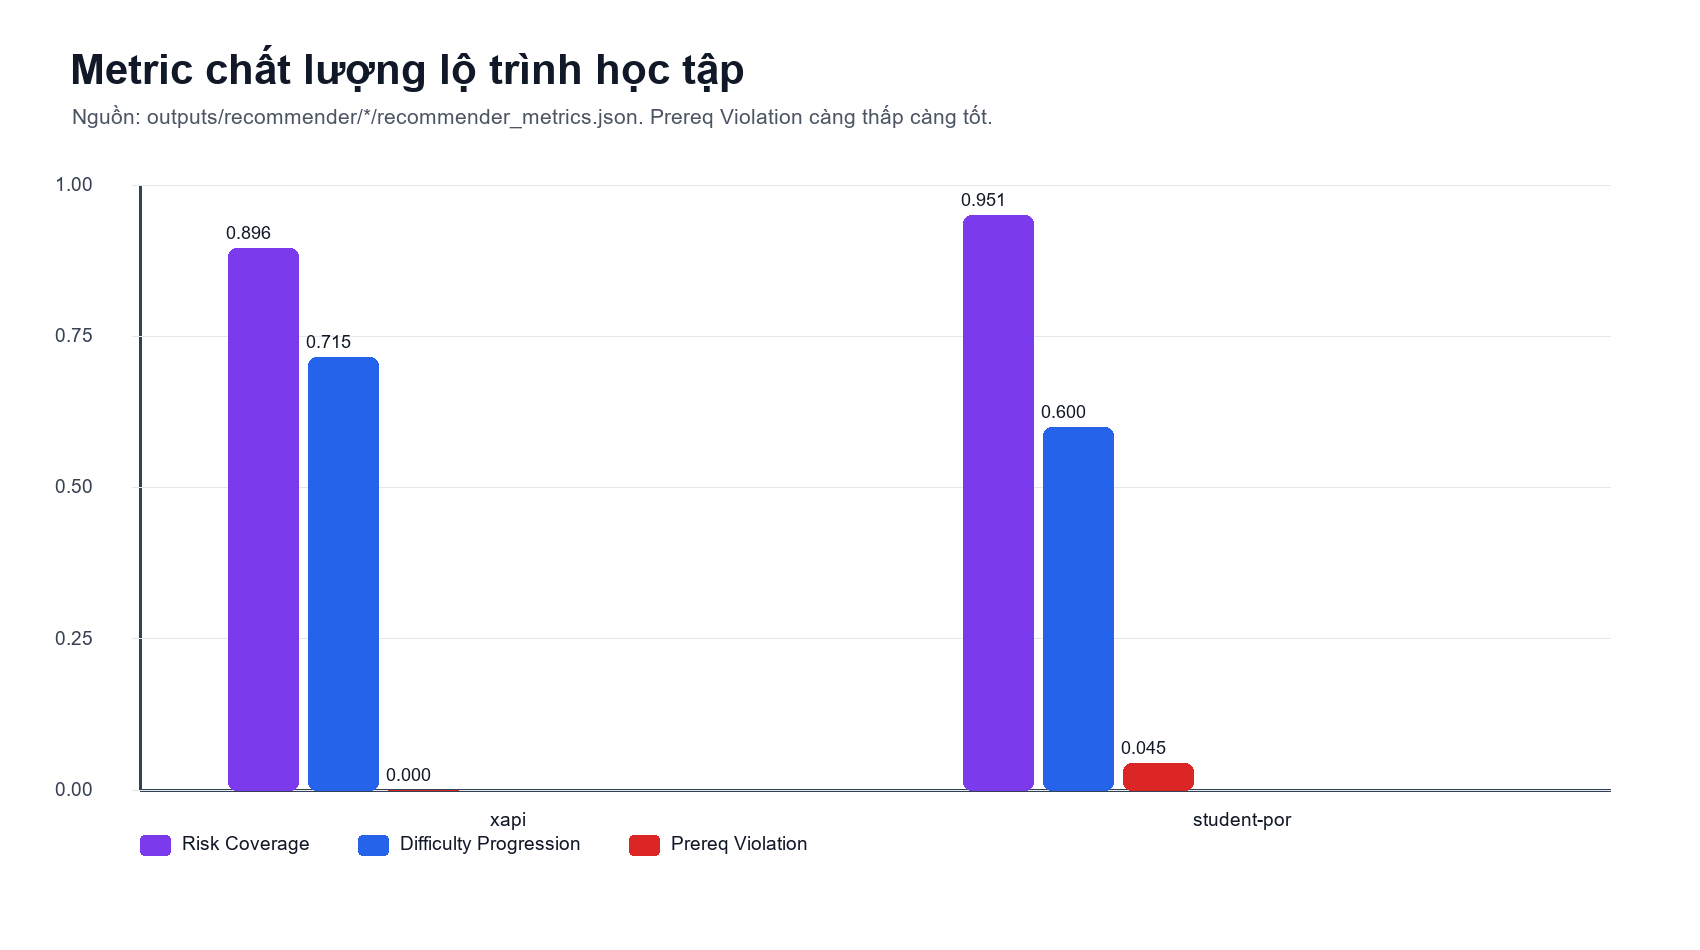 Metric chất lượng lộ trình học tập
Nguồn: outputs/recommender/*/recommender_metrics.json. Prereq Violation càng thấp càng tốt.
1.00
0.75
0.50
0.25
0.00
0.896
0.715
0.000
0.951
0.600
0.045
xapi
student-por
Risk Coverage
Difficulty Progression
Prereq Violation